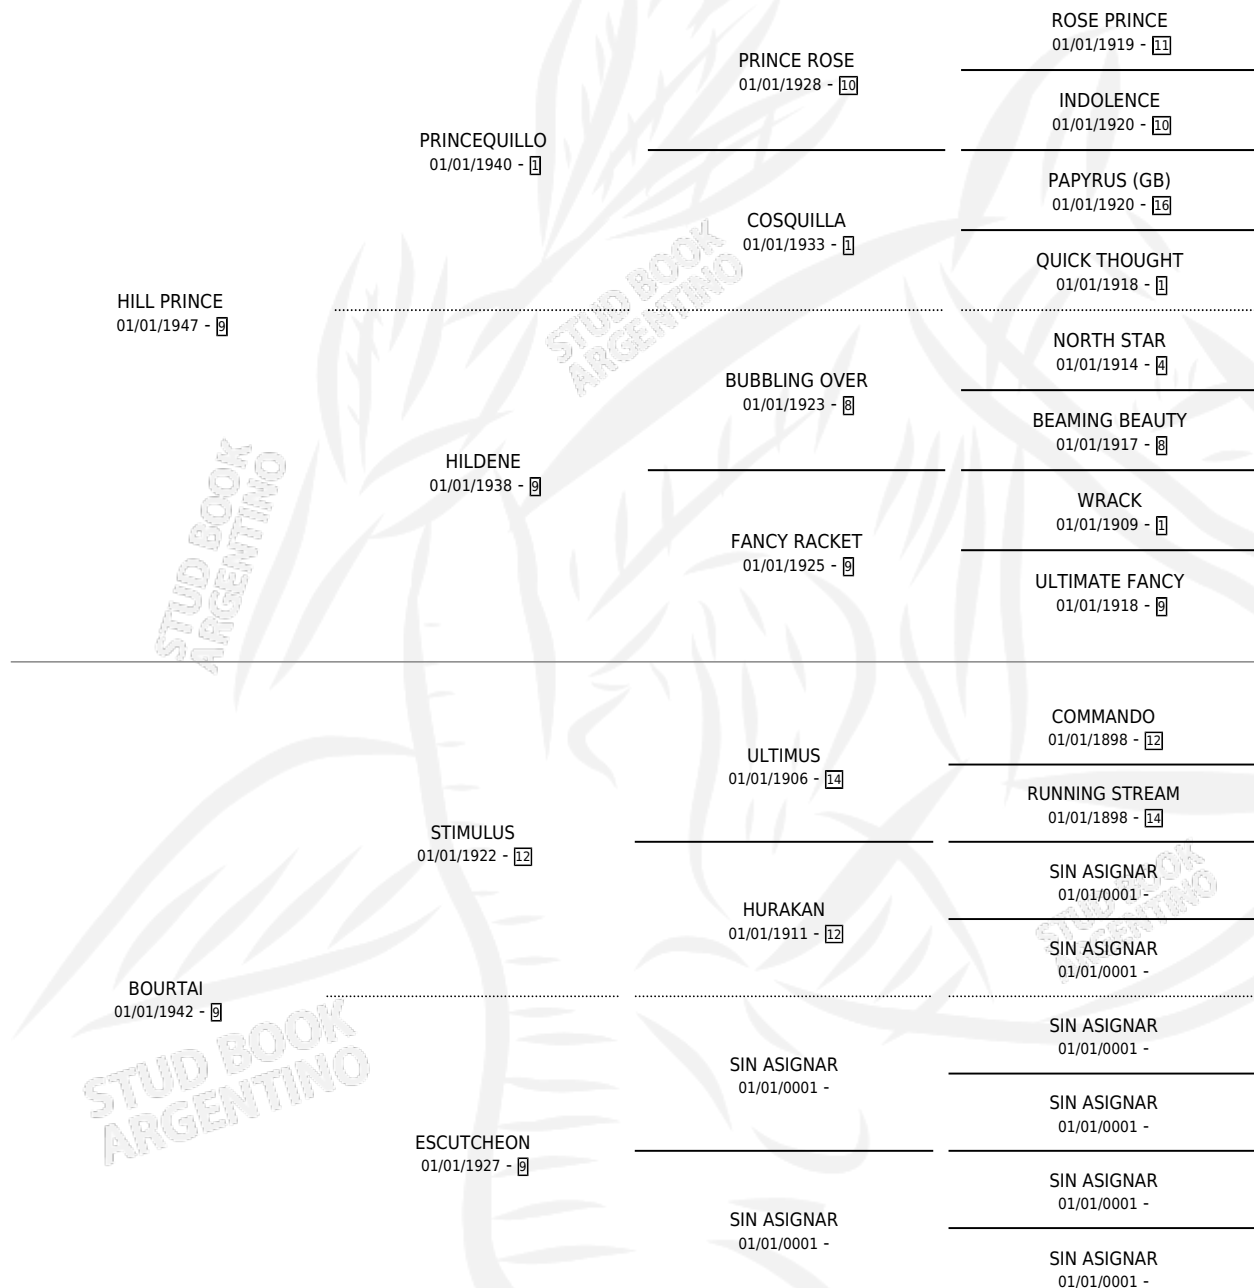 ROSE PRINCE
01/01/1919 - 11
PRINCE ROSE
01/01/1928 - 10
INDOLENCE
01/01/1920 - 10
PRINCEQUILLO
01/01/1940 - 1
PAPYRUS (GB)
01/01/1920 - 16
COSQUILLA
01/01/1933 - 1
QUICK THOUGHT
01/01/1918 - 1
HILL PRINCE
01/01/1947 - 9
STUD BOOK
ARGENTINO
NORTH STAR
01/01/1914 - 4
BUBBLING OVER
01/01/1923 - 8
BEAMING BEAUTY
01/01/1917 - 8
HILDENE
01/01/1938 - 9
WRACK
01/01/1909 - 1
FANCY RACKET
01/01/1925 - 9
ULTIMATE FANCY
01/01/1918 - 9
STUD BOOK
ARGENTINO
COMMANDO
01/01/1898 - 12
ULTIMUS
01/01/1906 - 14
RUNNING STREAM
01/01/1898 - 14
STIMULUS
01/01/1922 - 12
SIN ASIGNAR
01/01/0001 -
HURAKAN
01/01/1911 - 12
SIN ASIGNAR
01/01/0001 -
STUD BOOK
ARGENTINO
BOURTAI
01/01/1942 - 9
SIN ASIGNAR
01/01/0001 -
SIN ASIGNAR
01/01/0001 -
SIN ASIGNAR
01/01/0001 -
STUD BOOK
ARGENTINO
ESCUTCHEON
01/01/1927 - 9
SIN ASIGNAR
01/01/0001 -
SIN ASIGNAR
01/01/0001 -
SIN ASIGNAR
01/01/0001 -